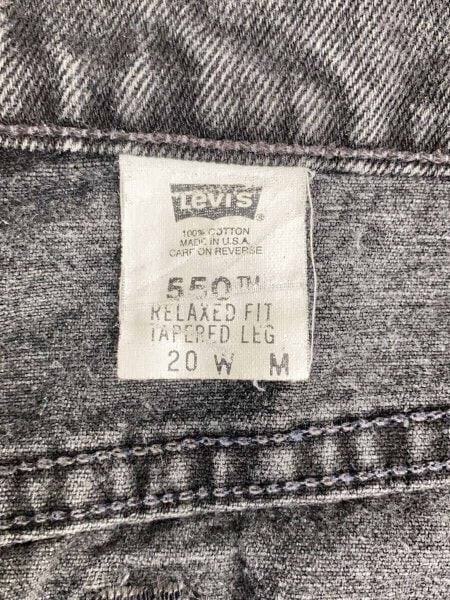 Levi's ®
100% COTTON
MADE IN U.S.A.
CARE ON REVERSE
550™
RELAXED FIT
TAPERED LEG
20 W M